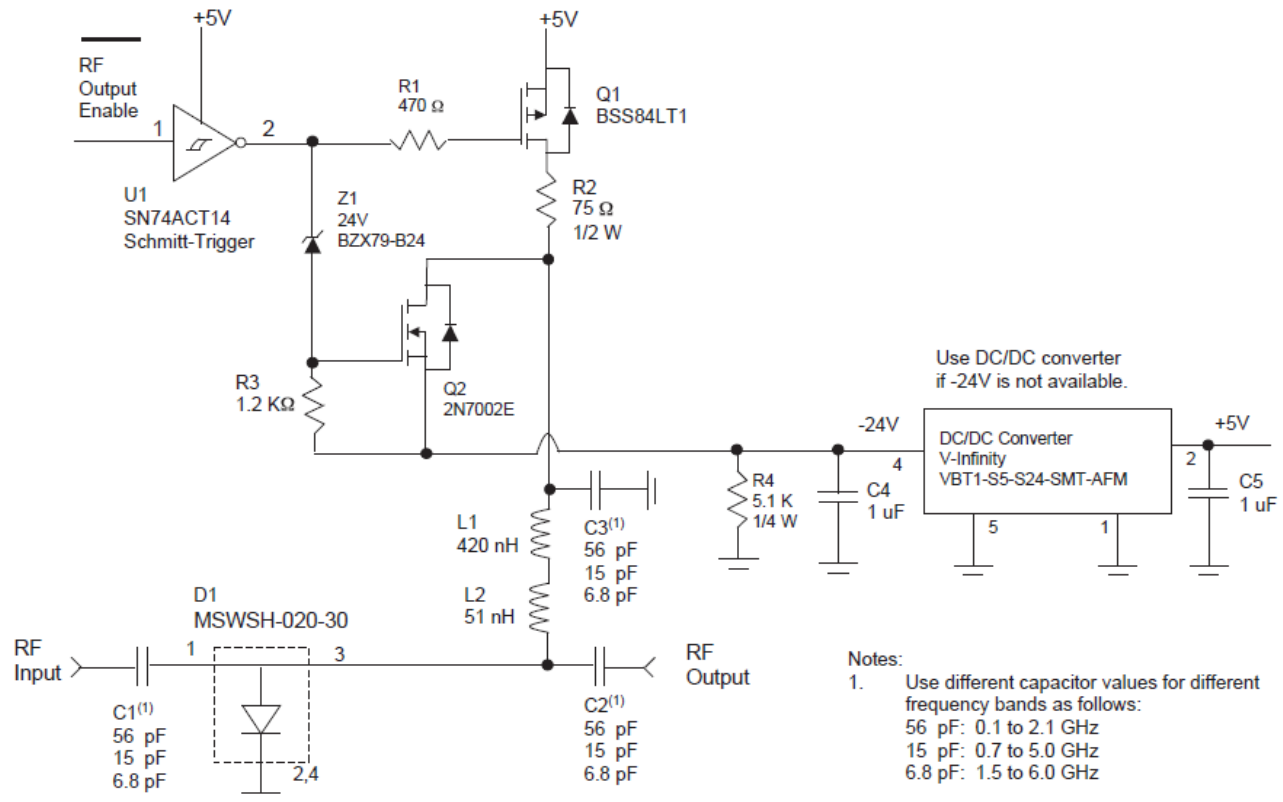 +5V
+5V
RF
Output
Enable
R1
470 Ω
Q1
BSS84LT1
1
2
U1
SN74ACT14
Schmitt-Trigger
Z1
24V
BZX79-B24
R2
75 Ω
1/2 W
R3
1.2 KΩ
Q2
2N7002E
Use DC/DC converter
if -24V is not available.
-24V
+5V
DC/DC Converter
V-Infinity
VBT1-S5-S24-SMT-AFM
4
2
5
1
R4
5.1 K
1/4 W
C4
1 uF
C5
1 uF
L1
420 nH
C3(1)
56 pF
15 pF
6.8 pF
L2
51 nH
D1
MSWSH-020-30
RF
Input
1
3
RF
Output
C1(1)
56 pF
15 pF
6.8 pF
2,4
C2(1)
56 pF
15 pF
6.8 pF
Notes:
1. Use different capacitor values for different
frequency bands as follows:
56 pF: 0.1 to 2.1 GHz
15 pF: 0.7 to 5.0 GHz
6.8 pF: 1.5 to 6.0 GHz